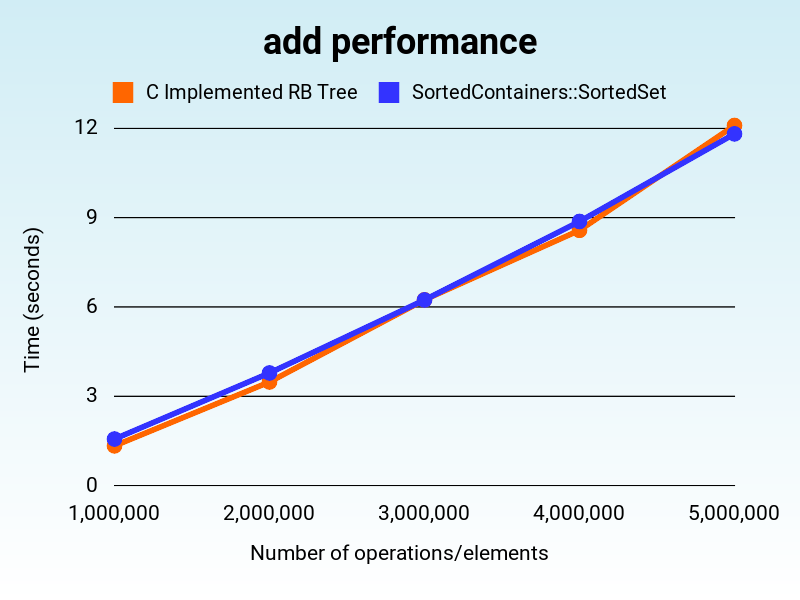 add performance
C Implemented RB Tree SortedContainers::SortedSet
12
9
6
3
0
Time (seconds)
1,000,000 2,000,000 3,000,000 4,000,000 5,000,000
Number of operations/elements